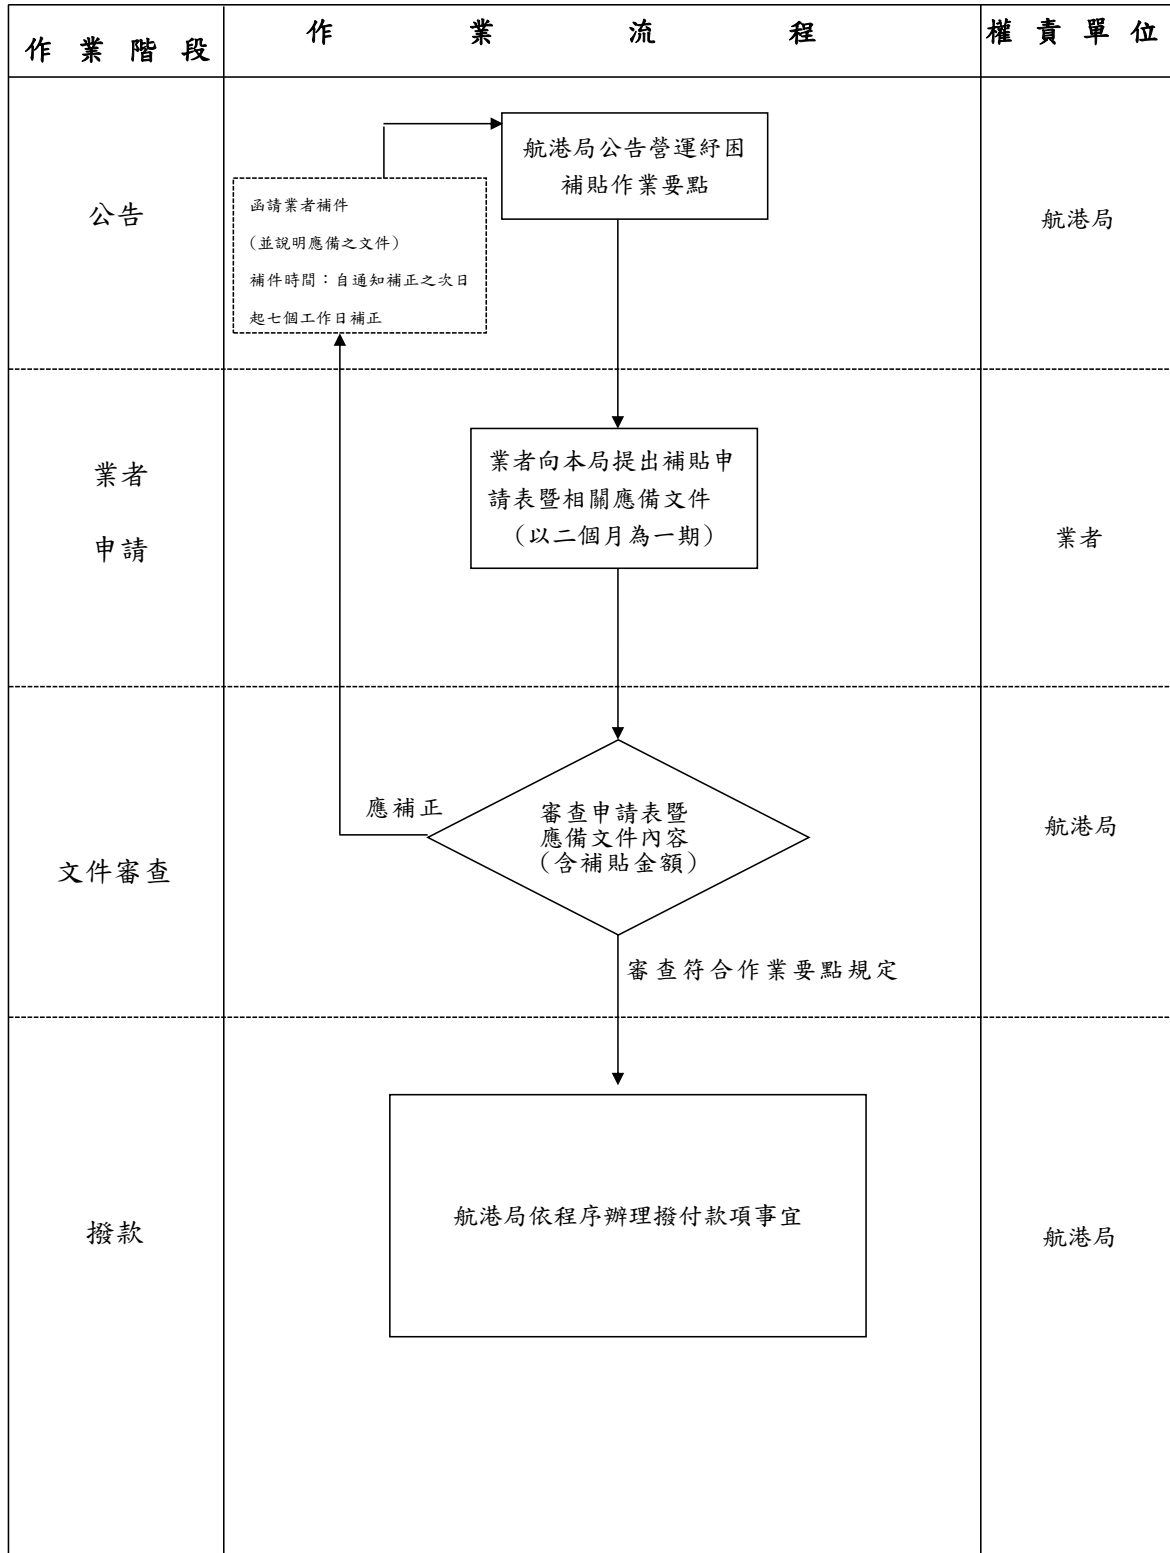 作業階段
作業流程
權責單位
公告
函請業者補件
(並說明應備之文件)
補件時間：自通知補正之次日
起七個工作日補正
航港局公告營運紓困
補貼作業要點
航港局
業者
申請
業者向本局提出補貼申
請表暨相關應備文件
（以二個月為一期）
業者
文件審查
應補正
審查申請表暨
應備文件內容
（含補貼金額）
審查符合作業要點規定
航港局
撥款
航港局依程序辦理撥付款項事宜
航港局